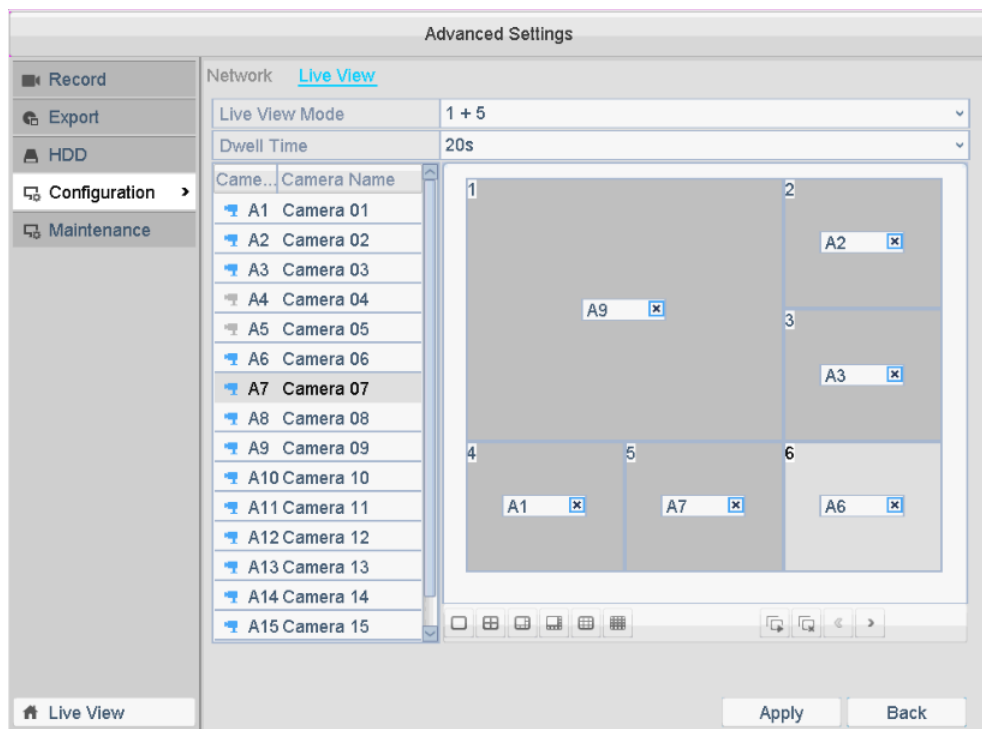 Advanced Settings
Record
Export
HDD
Configuration
Maintenance
Live View
Network Live View
Live View Mode 1 + 5
Dwell Time 20s
Came... Camera Name
A1 Camera 01
A2 Camera 02
A3 Camera 03
A4 Camera 04
A5 Camera 05
A6 Camera 06
A7 Camera 07
A8 Camera 08
A9 Camera 09
A10 Camera 10
A11 Camera 11
A12 Camera 12
A13 Camera 13
A14 Camera 14
A15 Camera 15
1
A9
2
A2
3
A3
4
A1
5
A7
6
A6
Apply Back